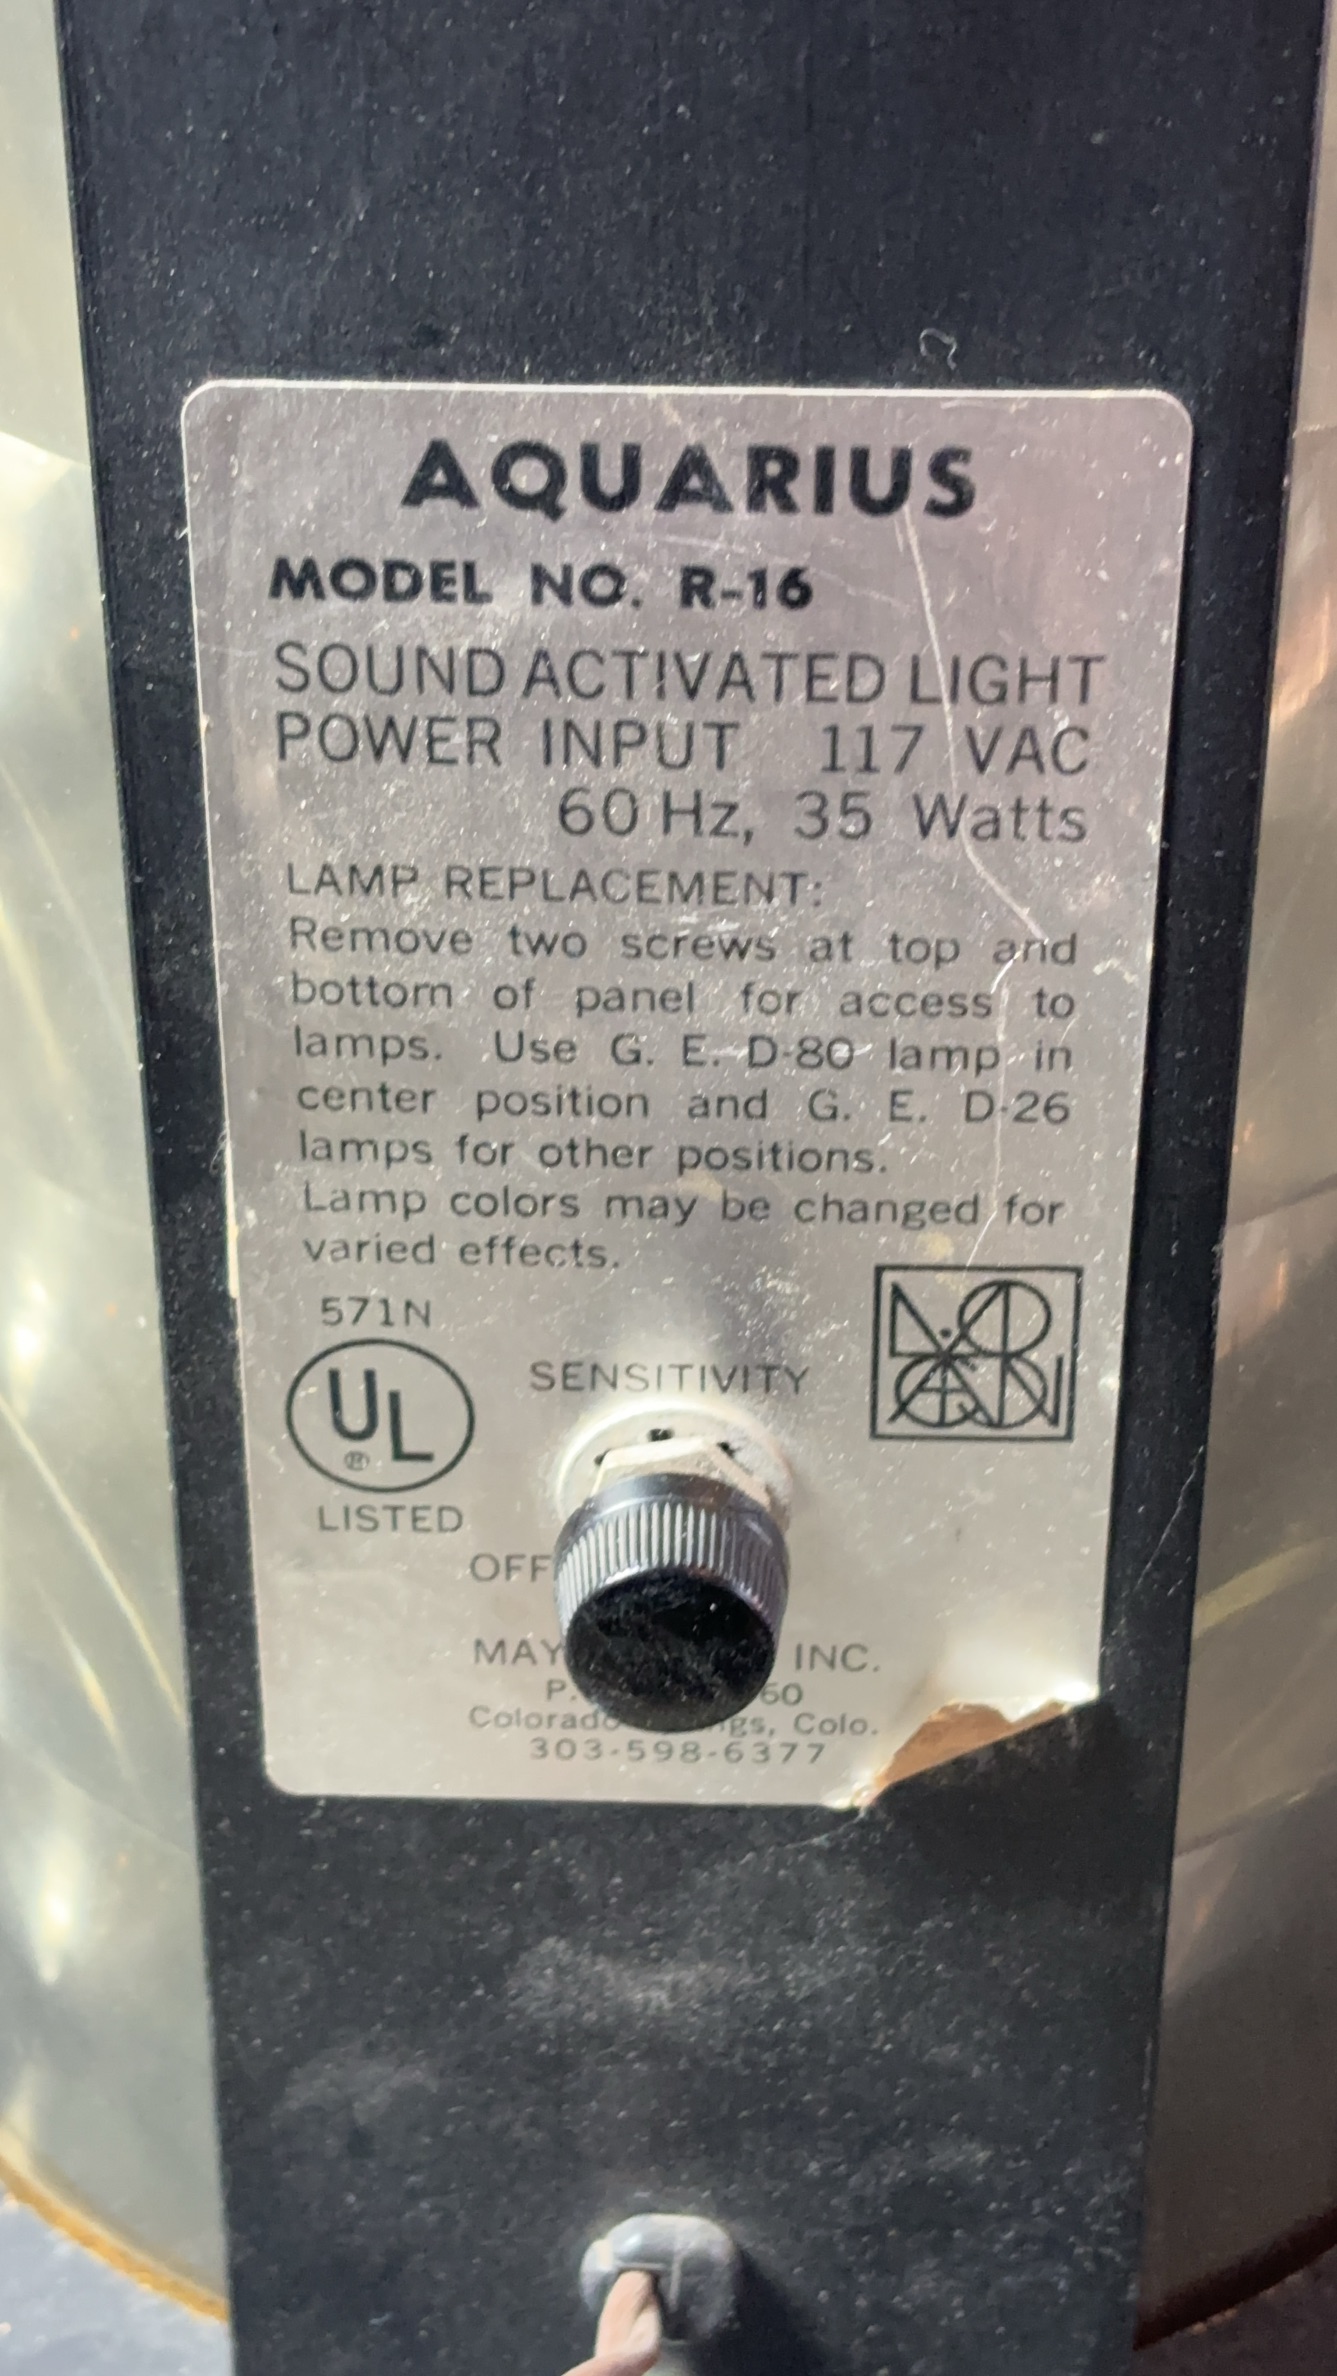 AQUARIUS
MODEL NO. R-16
SOUND ACTIVATED LIGHT
POWER INPUT 117 VAC
60 Hz, 35 Watts
LAMP REPLACEMENT:
Remove two screws at top and
bottom of panel for access to
lamps. Use G. E. D-80 lamp in
center position and G. E. D-26
lamps for other positions.
Lamp colors may be changed for
varied effects.
571N
UL
®
LISTED
SENSITIVITY
OFF
INC.
Colo.
303-598-6377